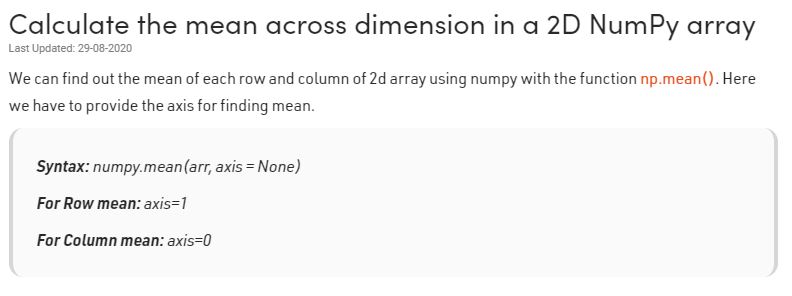 Calculate the mean across dimension in a 2D NumPy array
Last Updated: 29-08-2020
We can find out the mean of each row and column of 2d array using numpy with the function np.mean(). Here
we have to provide the axis for finding mean.
Syntax: numpy.mean(arr, axis = None)
For Row mean: axis=1
For Column mean: axis=0